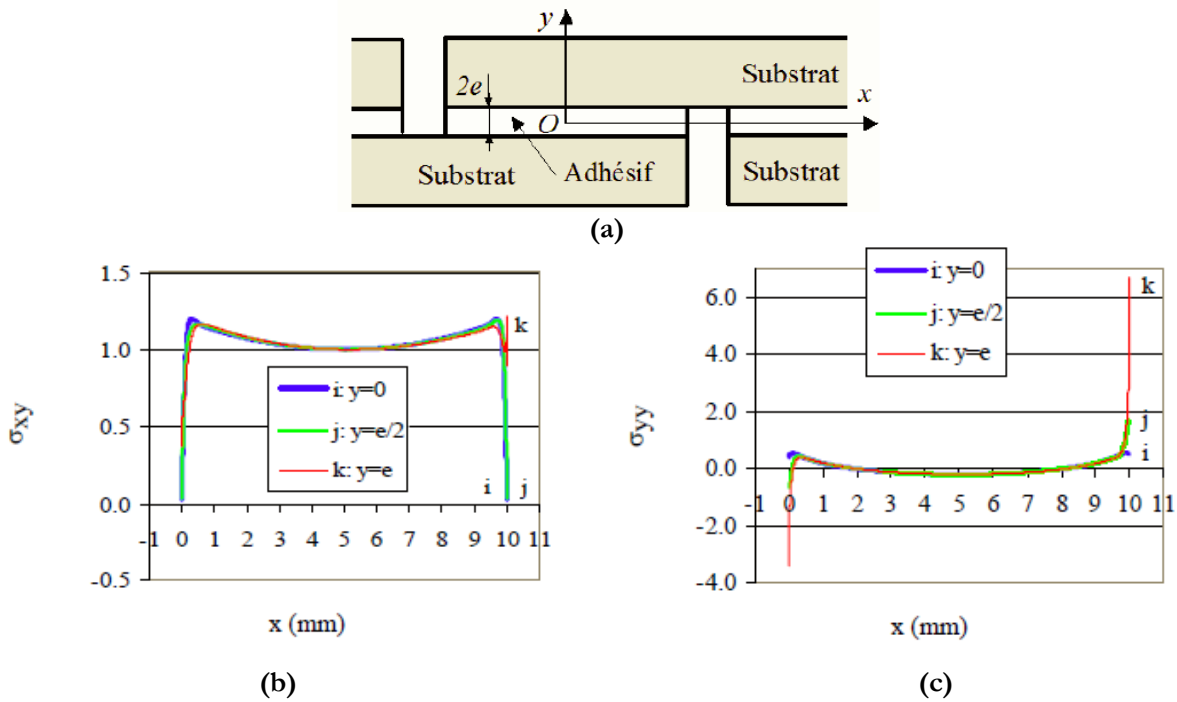 y
Substrat
2e
x
O
Substrat
Adhésif
Substrat
(a)
1.5
1.0
0.5
0.0
-0.5
σxy
k
i: y=0
j: y=e/2
k: y=e
i
j
-1 0 1 2 3 4 5 6 7 8 9 10 11
x (mm)
(b)
i: y=0
j: y=e/2
k: y=e
6.0
4.0
2.0
0.0
-2.0
-4.0
σyy
k
j
i
-1 0 1 2 3 4 5 6 7 8 9 10 11
x (mm)
(c)